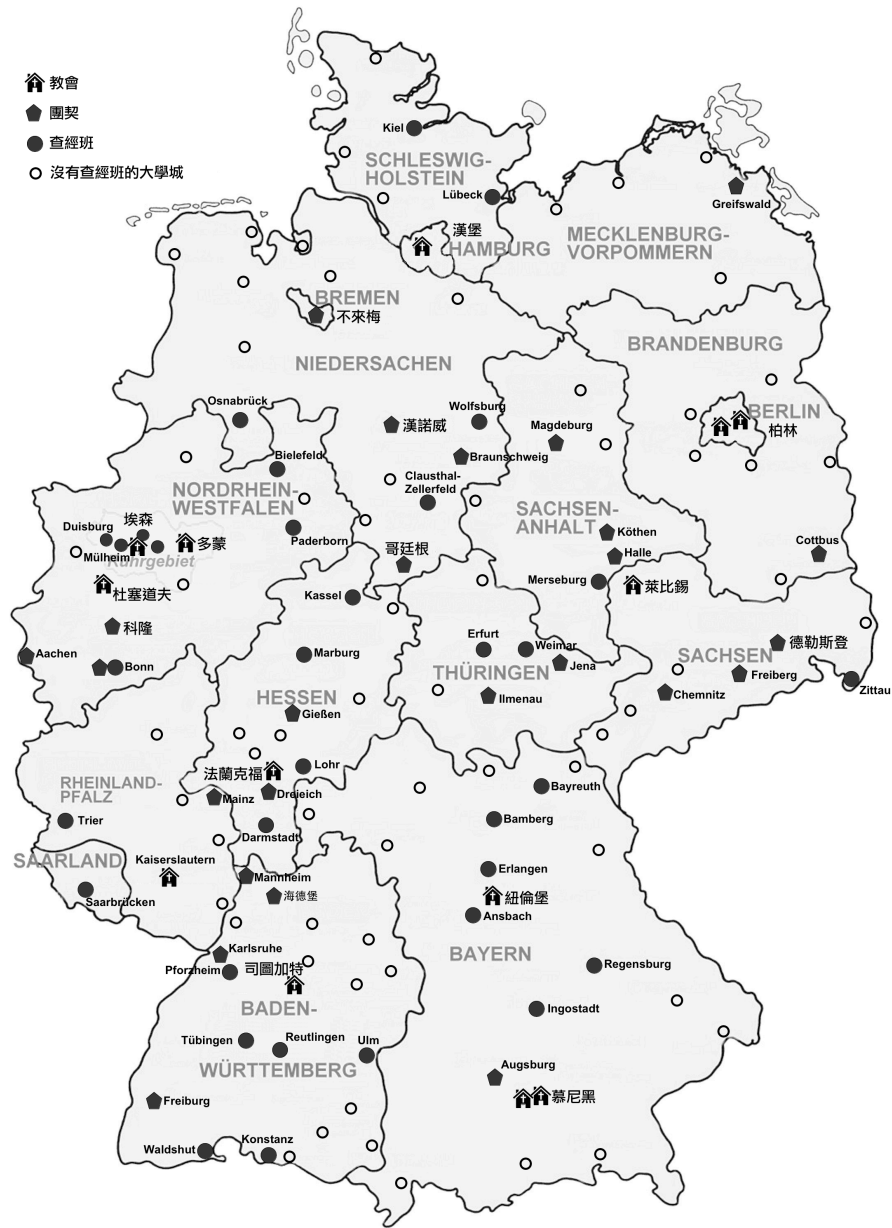 教會
團契
查經班
沒有查經班的大學城
Kiel
SCHLESWIG-
HOLSTEIN
Lübeck
Greifswald
漢堡
HAMBURG
MECKLENBURG-
VORPOMMERN
BREMEN
不來梅
BRANDENBURG
NIEDERSACHEN
Osnabrück
Wolfsburg
BERLIN
柏林
漢諾威
Magdeburg
Braunschweig
Bielefeld
Clausthal-
Zellerfeld
NORDRHEIN-
WESTFALEN
SACHSEN-
ANHALT
埃森
Duisburg
Mülheim
多蒙
Ruhrgebiet
Paderborn
哥廷根
Köthen
Halle
Cottbus
Merseburg
萊比錫
杜塞道夫
Kassel
科隆
Aachen
Bonn
Marburg
Erfurt
Weimar
Jena
德勒斯登
THÜRINGEN
SACHSEN
Freiberg
Chemnitz
Zittau
HESSEN
Ilmenau
Gießen
法蘭克福
Lohr
RHEINLAND-
PFALZ
Mainz
Dreieich
Bayreuth
Trier
Darmstadt
Bamberg
SAARLAND
Kaiserslautern
Mannheim
Erlangen
海德堡
紐倫堡
Saarbrücken
Ansbach
Karlsruhe
BAYERN
Pforzheim
司圖加特
Regensburg
BADEN-
Ingostadt
Tübingen
Reutlingen
Ulm
WÜRTTEMBERG
Augsburg
Freiburg
慕尼黑
Waldshut
Konstanz